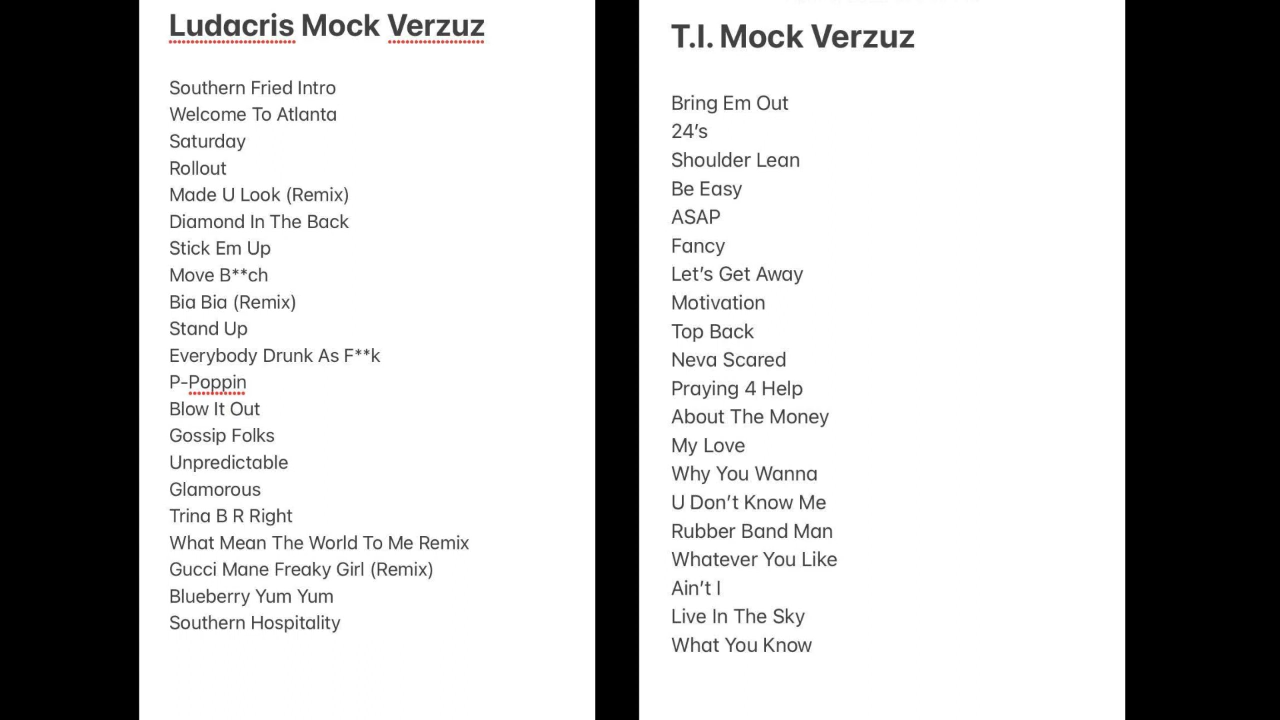 Ludacris Mock Verzuz
Southern Fried Intro
Welcome To Atlanta
Saturday
Rollout
Made U Look (Remix)
Diamond In The Back
Stick Em Up
Move B**ch
Bia Bia (Remix)
Stand Up
Everybody Drunk As F**k
P-Poppin
Blow It Out
Gossip Folks
Unpredictable
Glamorous
Trina B R Right
What Mean The World To Me Remix
Gucci Mane Freaky Girl (Remix)
Blueberry Yum Yum
Southern Hospitality
T.I. Mock Verzuz
Bring Em Out
24’s
Shoulder Lean
Be Easy
ASAP
Fancy
Let’s Get Away
Motivation
Top Back
Neva Scared
Praying 4 Help
About The Money
My Love
Why You Wanna
U Don’t Know Me
Rubber Band Man
Whatever You Like
Ain’t I
Live In The Sky
What You Know